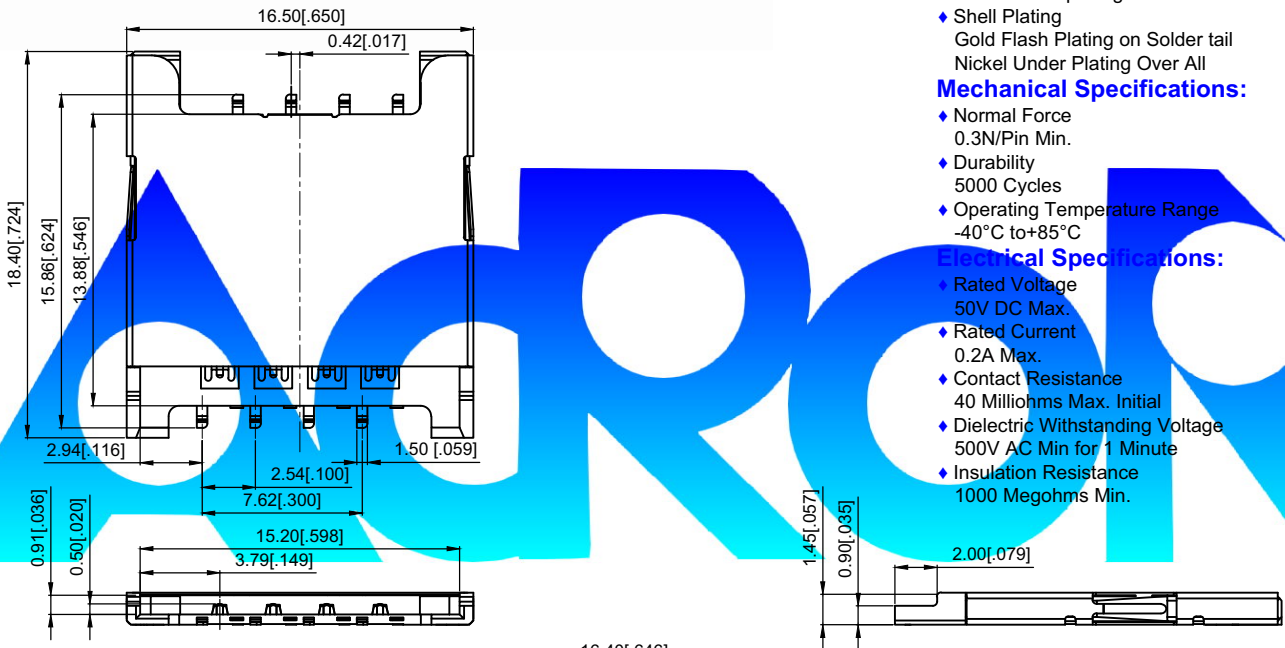 16.50[.650]
0.42[.017]
18.40[.724]
15.86[.624]
13.88[.546]
2.94[.116]
1.50 [.059]
2.54[.100]
7.62[.300]
0.91[.036]
0.50[.020]
15.20[.598]
3.79[.149]
♦ Shell Plating
Gold Flash Plating on Solder tail
Nickel Under Plating Over All
Mechanical Specifications:
♦ Normal Force
0.3N/Pin Min.
♦ Durability
5000 Cycles
♦ Operating Temperature Range
-40°C to+85°C
Electrical Specifications:
♦ Rated Voltage
50V DC Max.
♦ Rated Current
0.2A Max.
♦ Contact Resistance
40 Milliohms Max. Initial
♦ Dielectric Withstanding Voltage
500V AC Min for 1 Minute
♦ Insulation Resistance
1000 Megohms Min.
1.45[.057]
0.90[.035]
2.00[.079]